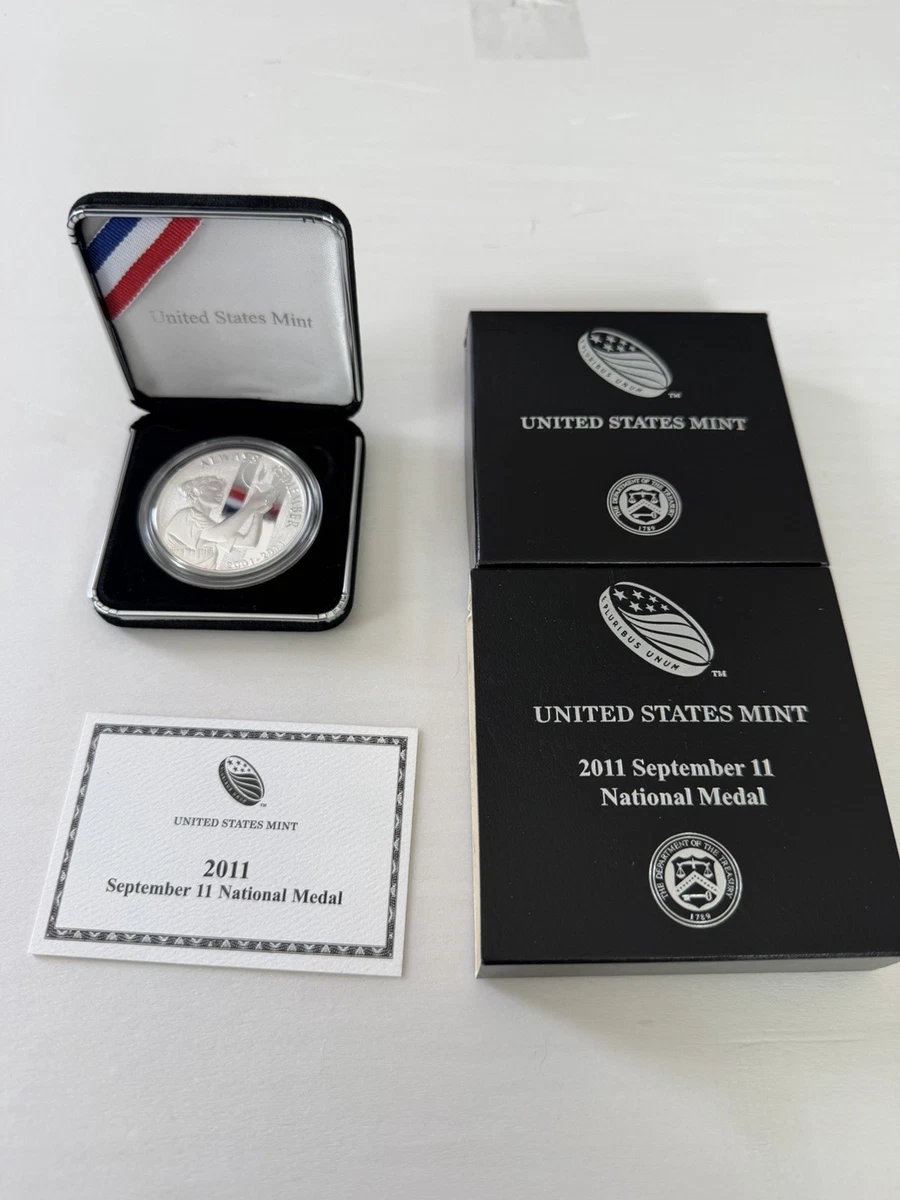 United States Mint
ALWAYS REMEMBER
2001-2011
UNITED STATES MINT
2011
September 11 National Medal
E PLURIBUS UNUM
TM
UNITED STATES MINT
THE DEPARTMENT OF THE TREASURY
1789
E PLURIBUS UNUM
TM
UNITED STATES MINT
2011 September 11
National Medal
THE DEPARTMENT OF THE TREASURY
1789